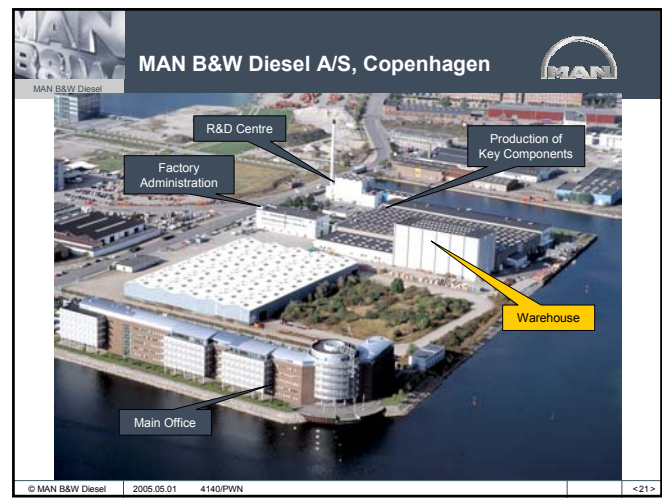 MAN B&W Diesel A/S, Copenhagen
MAN
MAN B&W Diesel
R&D Centre
Production of
Key Components
Factory
Administration
Warehouse
Main Office
© MAN B&W Diesel 2005.05.01 4140/PWN <21>